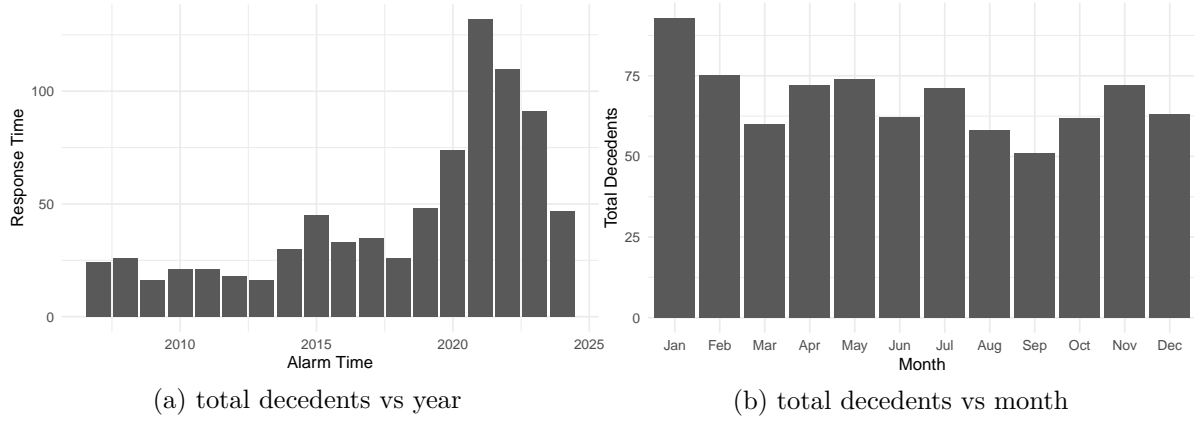 Response Time
100
50
0
2010
2015
2020
2025
Alarm Time
(a) total decedents vs year
Total Decedents
75
50
25
0
Jan
Feb
Mar
Apr
May
Jun
Jul
Aug
Sep
Oct
Nov
Dec
Month
(b) total decedents vs month